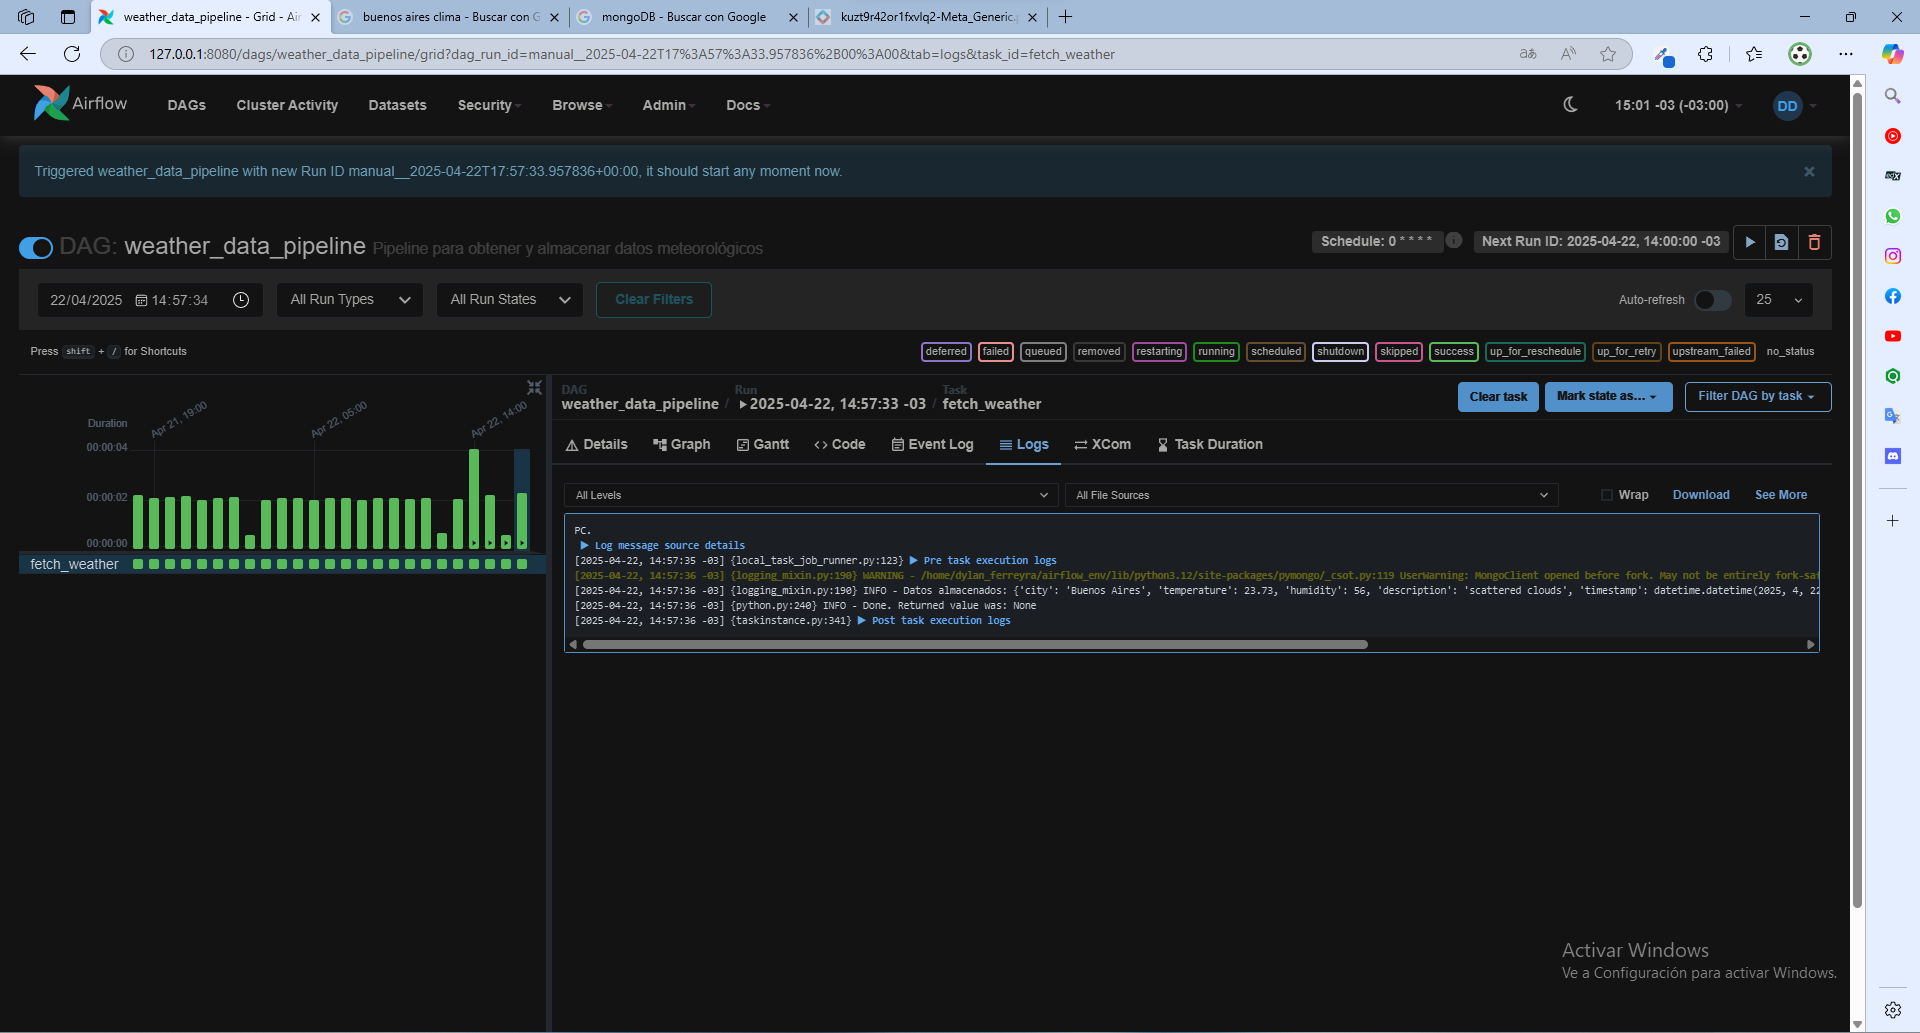 weather_data_pipeline - Grid - Air
buenos aires clima - Buscar con G
mongoDB - Buscar con Google
kuzt9r42or1fxvlq2-Meta_Generic.
127.0.0.1:8080/dags/weather_data_pipeline/grid?dag_run_id=manual__2025-04-22T17%3A57%3A33.957836%2B00%3A00&tab=logs&task_id=fetch_weather
Airflow
DAGs
Cluster Activity
Datasets
Security
Browse
Admin
Docs
15:01 -03 (-03:00)
DD
Triggered weather_data_pipeline with new Run ID manual__2025-04-22T17:57:33.957836+00:00, it should start any moment now.
×
DAG: weather_data_pipeline Pipeline para obtener y almacenar datos meteorológicos
Schedule: 0 * * * *
Next Run ID: 2025-04-22, 14:00:00 -03
22/04/2025 14:57:34
All Run Types
All Run States
Clear Filters
Auto-refresh
25
Press shift + / for Shortcuts
deferred
failed
queued
removed
restarting
running
scheduled
shutdown
skipped
success
up_for_reschedule
up_for_retry
upstream_failed
no_status
Duration
Apr 21, 19:00
Apr 22, 05:00
Apr 22, 14:00
00:00:04
00:00:02
00:00:00
fetch_weather
DAG
weather_data_pipeline
/
Run
2025-04-22, 14:57:33 -03
/
Task
fetch_weather
Clear task
Mark state as...
Filter DAG by task
Details
Graph
Gantt
Code
Event Log
Logs
XCom
Task Duration
All Levels
All File Sources
Wrap
Download
See More
PC.
▶ Log message source details
[2025-04-22, 14:57:35 -03] {local_task_job_runner.py:123} ▶ Pre task execution logs
[2025-04-22, 14:57:36 -03] {logging_mixin.py:190} WARNING - /home/dylan_ferreyra/airflow_env/lib/python3.12/site-packages/pymongo/_csot.py:119 UserWarning: MongoClient opened before fork. May not be entirely fork-saf
[2025-04-22, 14:57:36 -03] {logging_mixin.py:190} INFO - Datos almacenados: {'city': 'Buenos Aires', 'temperature': 23.73, 'humidity': 56, 'description': 'scattered clouds', 'timestamp': datetime.datetime(2025, 4, 22
[2025-04-22, 14:57:36 -03] {python.py:240} INFO - Done. Returned value was: None
[2025-04-22, 14:57:36 -03] {taskinstance.py:341} ▶ Post task execution logs
Activar Windows
Ve a Configuración para activar Windows.